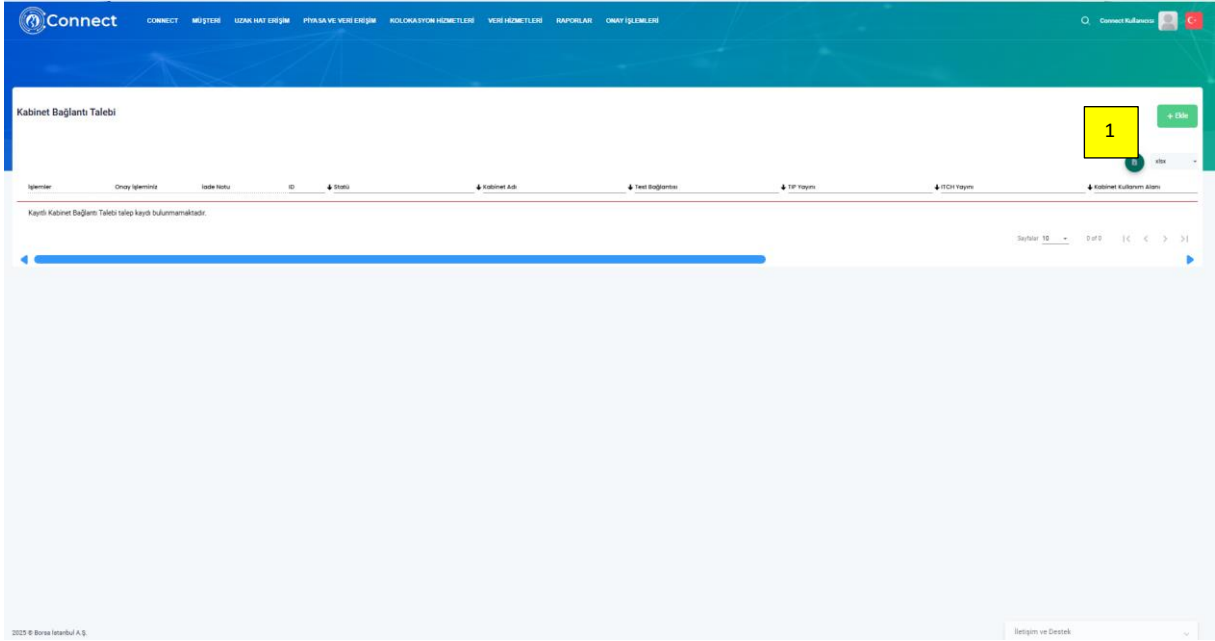 Connect CONNECT MÜŞTERİ UZAK HAT ERİŞİM PİYASA VE VERİ ERİŞİM KOLOKASYON HİZMETLERİ VERİ HİZMETLERİ RAPORLAR ONAY İŞLEMLERİ Connect Kullanıcısı
Kabinet Bağlantı Talebi
+ Ekle
1
xlsx
İşlemler Onay İşleminiz İade Notu ID Statü Kabinet Adı Test Bağlantısı TIP Yayını ITCH Yayını Kabinet Kullanım Alanı
Kayıtlı Kabinet Bağlantı Talebi talep kaydı bulunmamaktadır.
Sayfalar 10 0 of 0
2025 © Borsa İstanbul A.Ş. İletişim ve Destek